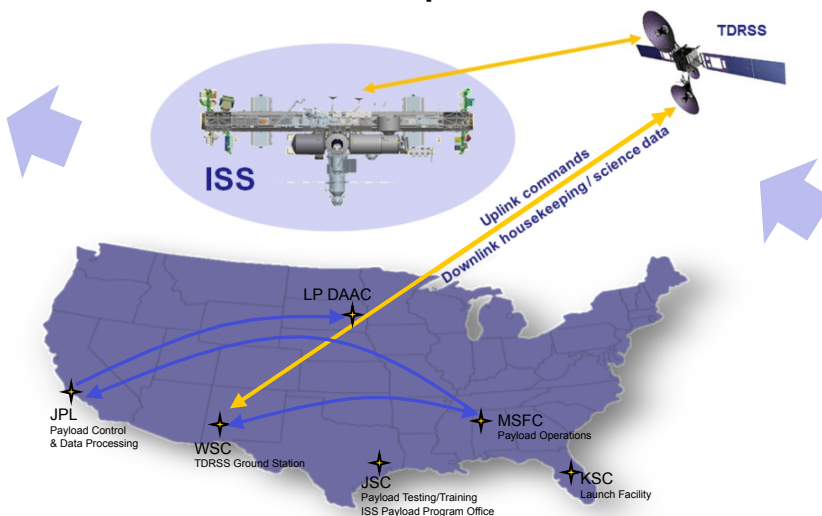 TDRSS
ISS
Uplink commands
Downlink housekeeping / science data
LP DAAC
JPL
Payload Control
& Data Processing
WSC
TDRSS Ground Station
MSFC
Payload Operations
JSC
Payload Testing/Training
ISS Payload Program Office
KSC
Launch Facility